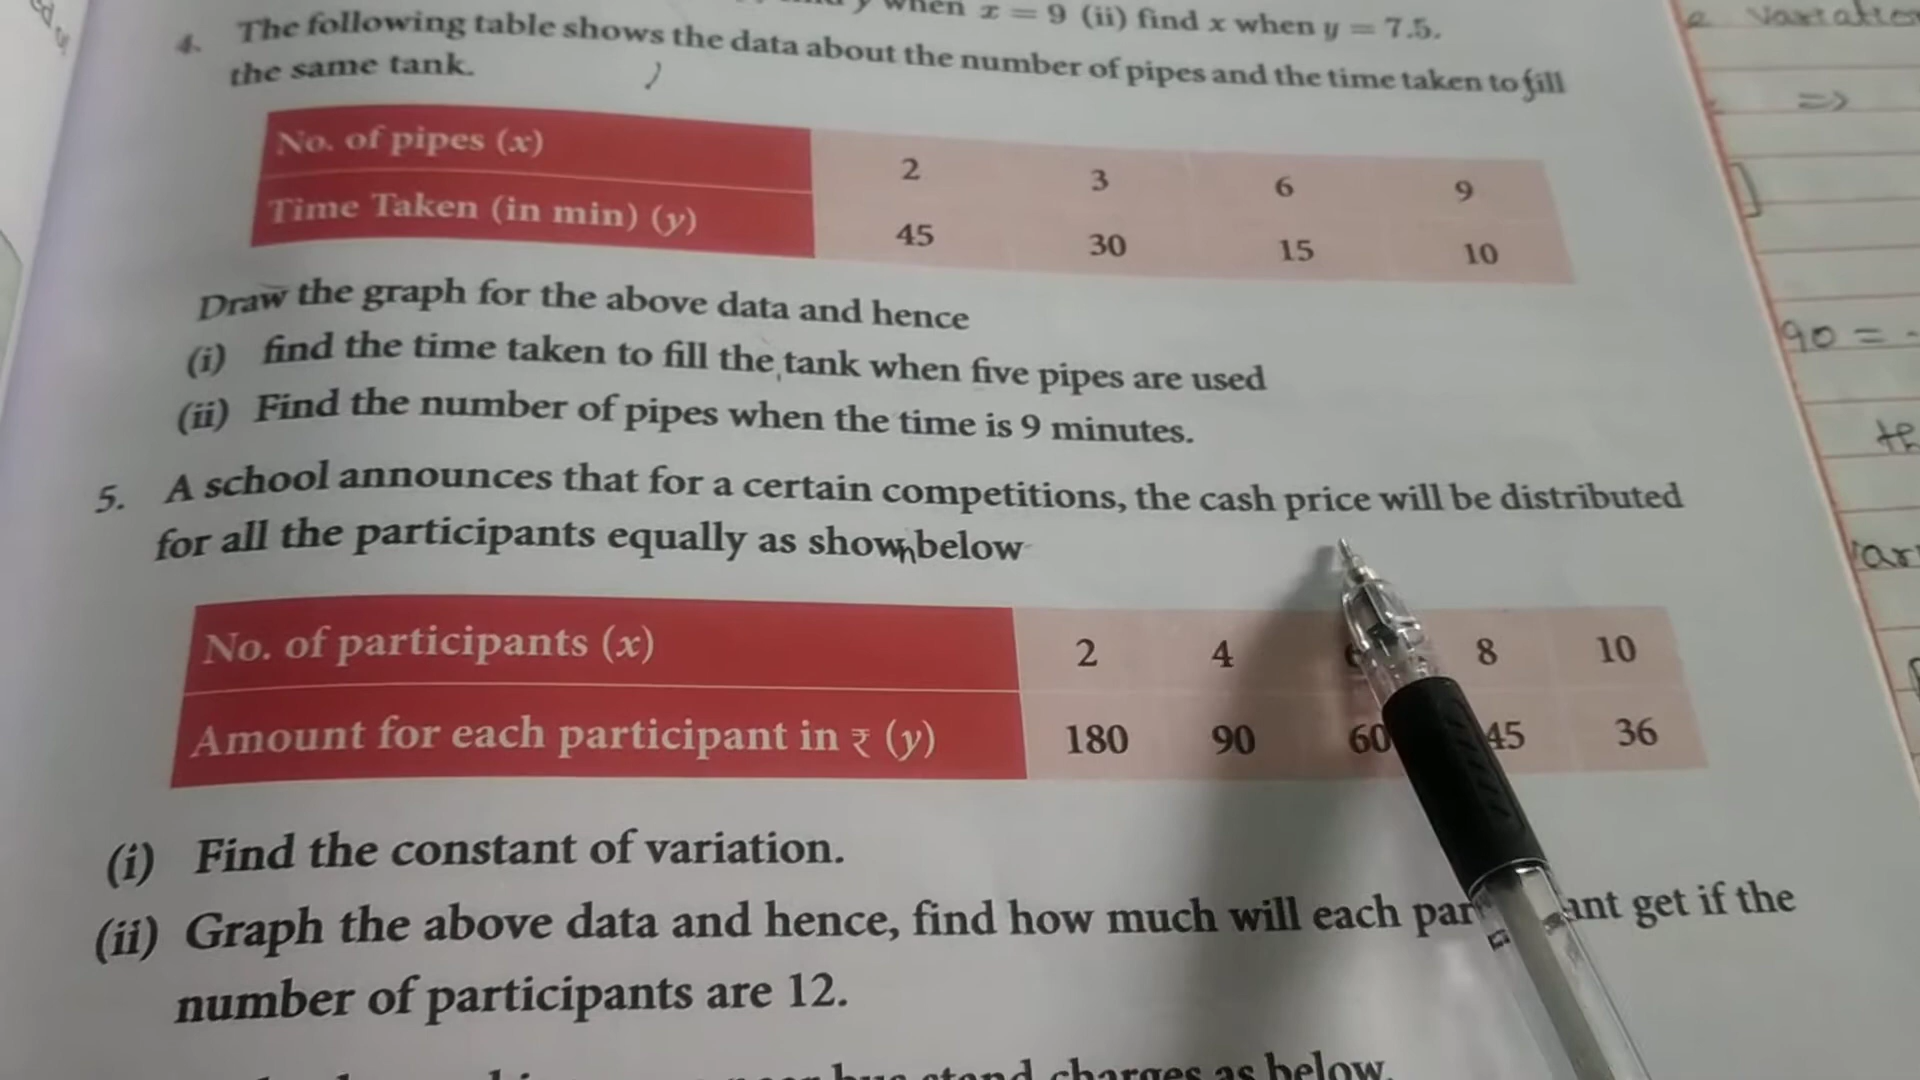 when x = 9 (ii) find x when y = 7.5.
4. The following table shows the data about the number of pipes and the time taken to fill
the same tank.
No. of pipes (x) 2 3 6 9
Time Taken (in min) (y) 45 30 15 10
Draw the graph for the above data and hence
(i) find the time taken to fill the tank when five pipes are used
(ii) Find the number of pipes when the time is 9 minutes.
5. A school announces that for a certain competitions, the cash price will be distributed
for all the participants equally as shown below
No. of participants (x) 2 4 8 10
Amount for each participant in ₹ (y) 180 90 60 45 36
(i) Find the constant of variation.
(ii) Graph the above data and hence, find how much will each par ant get if the
number of participants are 12.
stand charges as below.
=>
90 =